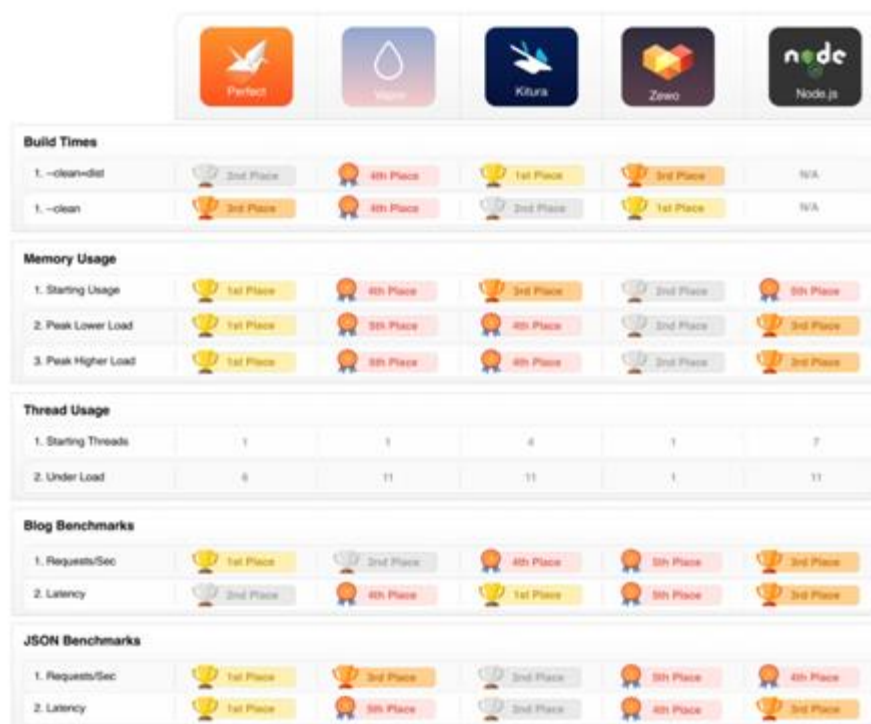 Perfect Vapor Kitura Zewo node Node.js
Build Times
1. --clean=dist 2nd Place 4th Place 1st Place 3rd Place N/A
1. --clean 3rd Place 4th Place 2nd Place 1st Place N/A
Memory Usage
1. Starting Usage 1st Place 4th Place 3rd Place 2nd Place 5th Place
2. Peak Lower Load 1st Place 5th Place 4th Place 2nd Place 3rd Place
3. Peak Higher Load 1st Place 5th Place 4th Place 2nd Place 3rd Place
Thread Usage
1. Starting Threads 1 1 4 1 7
2. Under Load 6 11 11 1 11
Blog Benchmarks
1. Requests/Sec 1st Place 2nd Place 4th Place 5th Place 3rd Place
2. Latency 2nd Place 4th Place 1st Place 5th Place 3rd Place
JSON Benchmarks
1. Requests/Sec 1st Place 3rd Place 2nd Place 5th Place 4th Place
2. Latency 1st Place 5th Place 2nd Place 4th Place 3rd Place